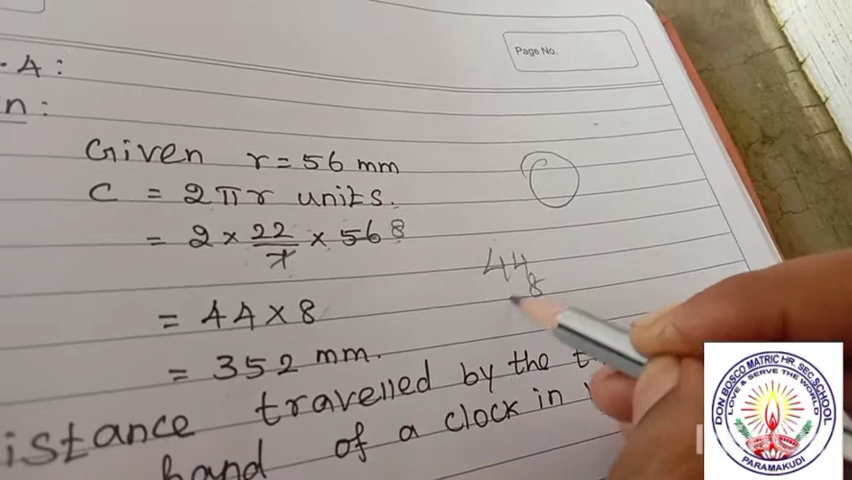 Page No.
4:
n:
Given r = 56 mm
C = 2πr units.
= 2 × 22/7 × 56 8
= 44 × 8
= 352 mm.
istance travelled by the
hand of a clock in
44
8
DON BOSCO MATRIC HR. SEC. SCHOOL
LOVE & SERVE THE WORLD
PARAMAKUDI